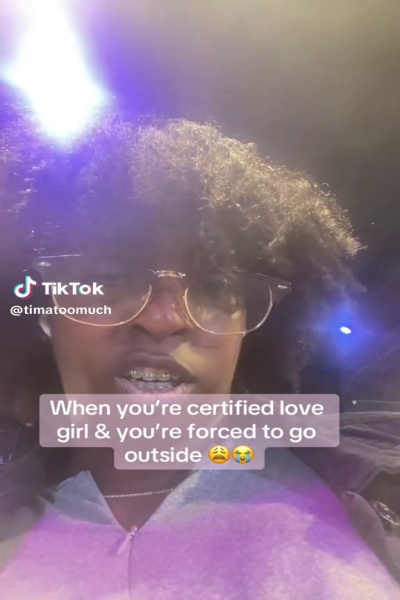 TikTok
@timatoomuch
When you're certified love
girl & you're forced to go
outside 😩😭